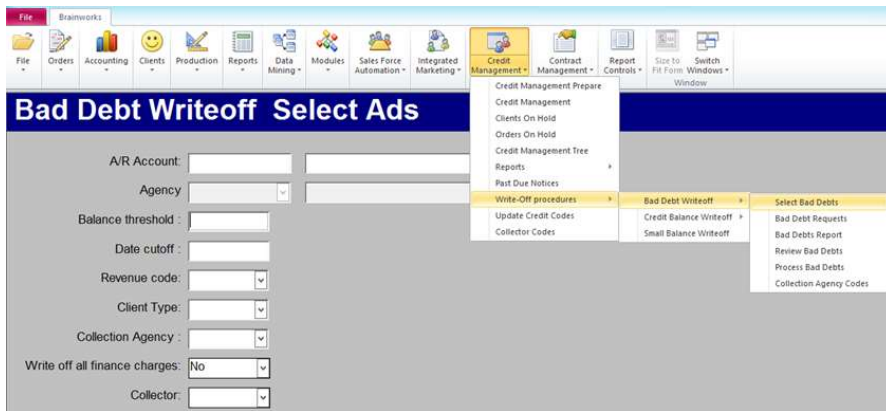 File Brainworks
File Orders Accounting Clients Production Reports Data Mining Modules Sales Force Automation Integrated Marketing Credit Management Contract Management Report Controls Size to Fit Form Switch Windows
Window
Credit Management Prepare
Credit Management
Clients On Hold
Orders On Hold
Credit Management Tree
Reports
Past Due Notices
Write-Off procedures
Update Credit Codes
Collector Codes
Bad Debt Writeoff
Credit Balance Writeoff
Small Balance Writeoff
Select Bad Debts
Bad Debt Requests
Bad Debts Report
Review Bad Debts
Process Bad Debts
Collection Agency Codes
Bad Debt Writeoff Select Ads
A/R Account:
Agency
Balance threshold :
Date cutoff :
Revenue code:
Client Type:
Collection Agency :
Write off all finance charges: No
Collector: